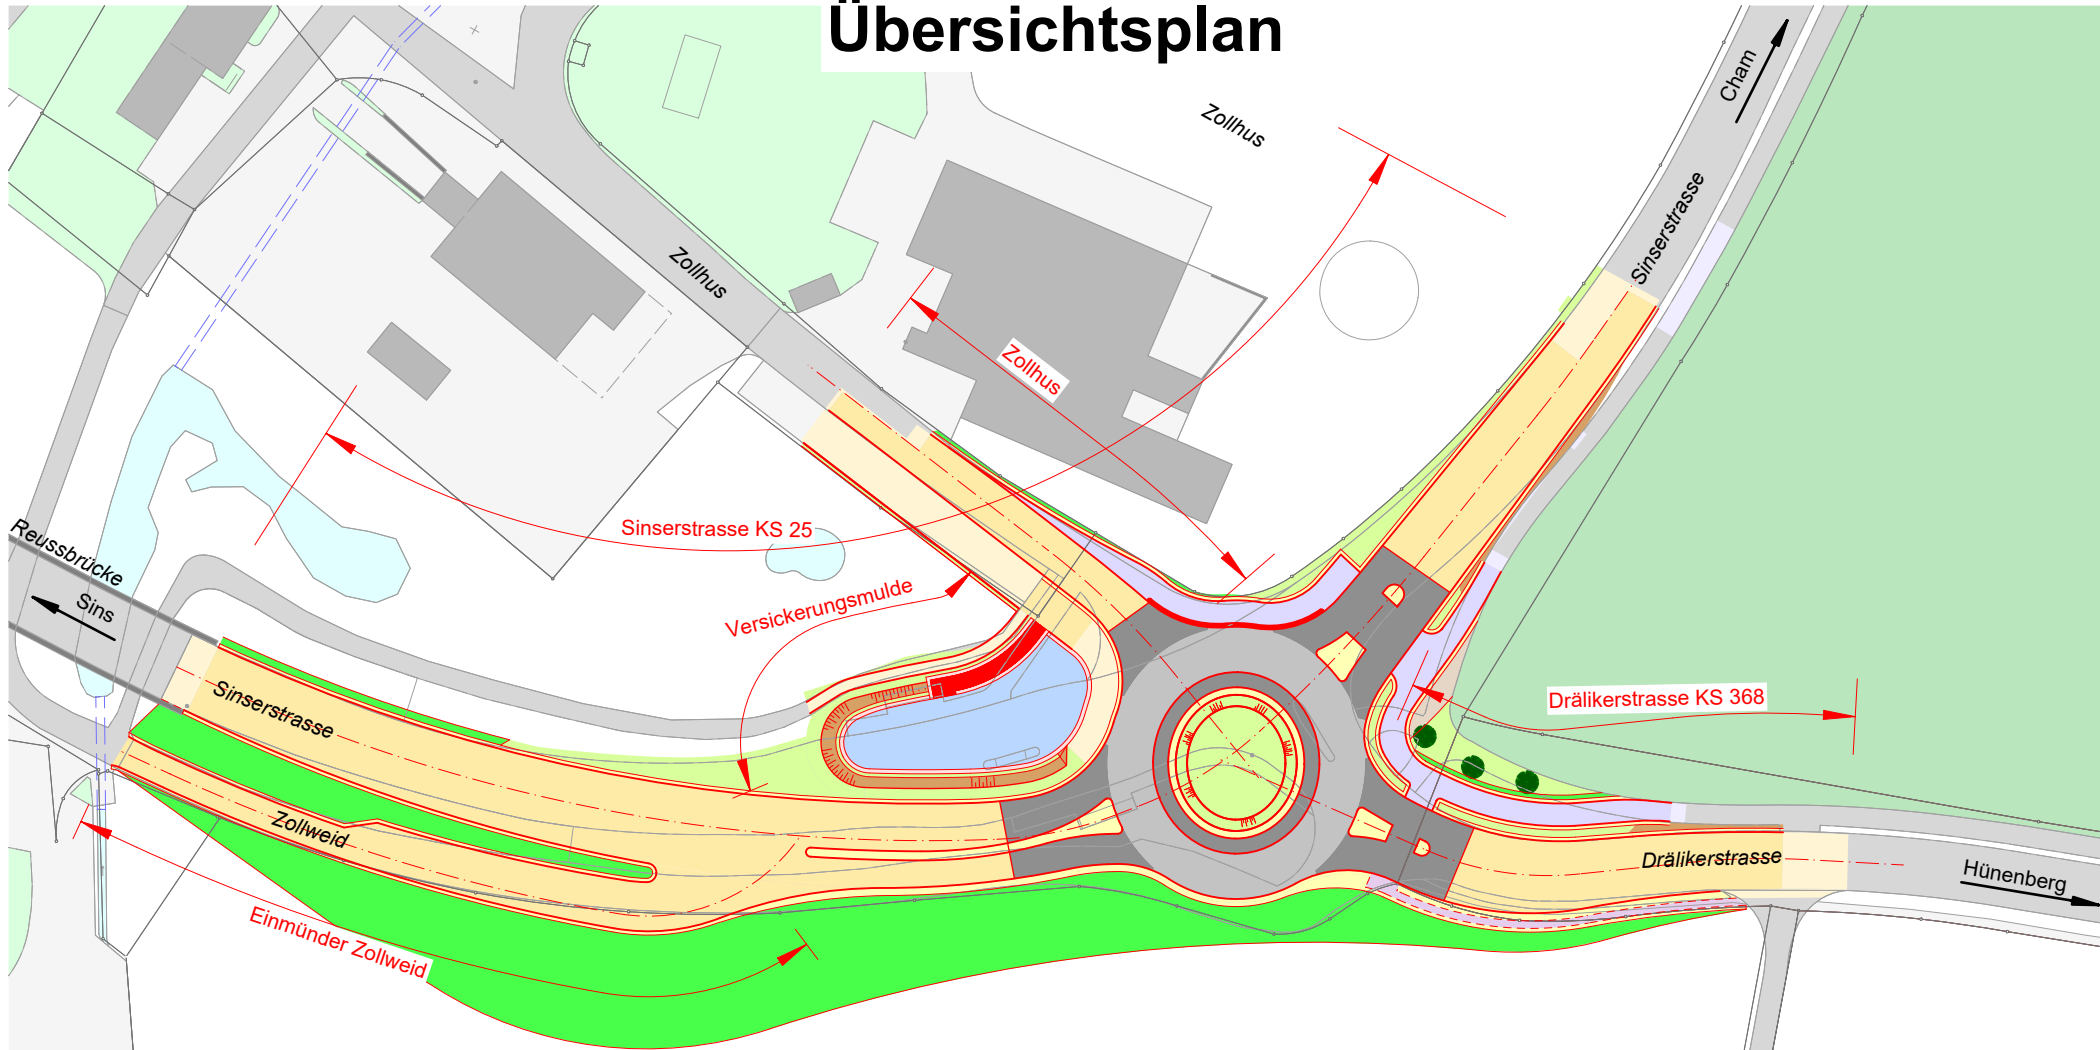 Übersichtsplan
Cham
Zollhus
Sinserstrasse
Zollhus
Zollhus
Sinserstrasse KS 25
Reussbrücke
Sins
Versickerungsmulde
Sinserstrasse
Drälikerstrasse KS 368
Zollweid
Drälikerstrasse
Hünenberg
Einmünder Zollweid